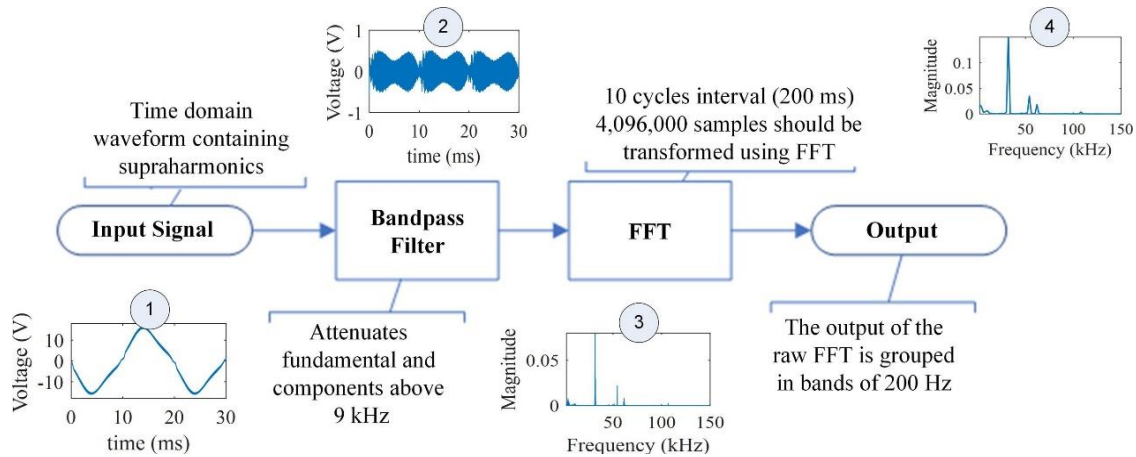 2
Voltage (V)
1
0
-1
0 10 20 30
time (ms)
4
Magnitude
0.1
0.05
0
50 100 150
Frequency (kHz)
Time domain
waveform containing
supraharmonics
10 cycles interval (200 ms)
4,096,000 samples should be
transformed using FFT
Input Signal
Bandpass
Filter
FFT
Output
1
Voltage (V)
10
0
-10
0 10 20 30
time (ms)
Attenuates
fundamental and
components above
9 kHz
3
Magnitude
0.05
0
50 100 150
Frequency (kHz)
The output of the
raw FFT is grouped
in bands of 200 Hz